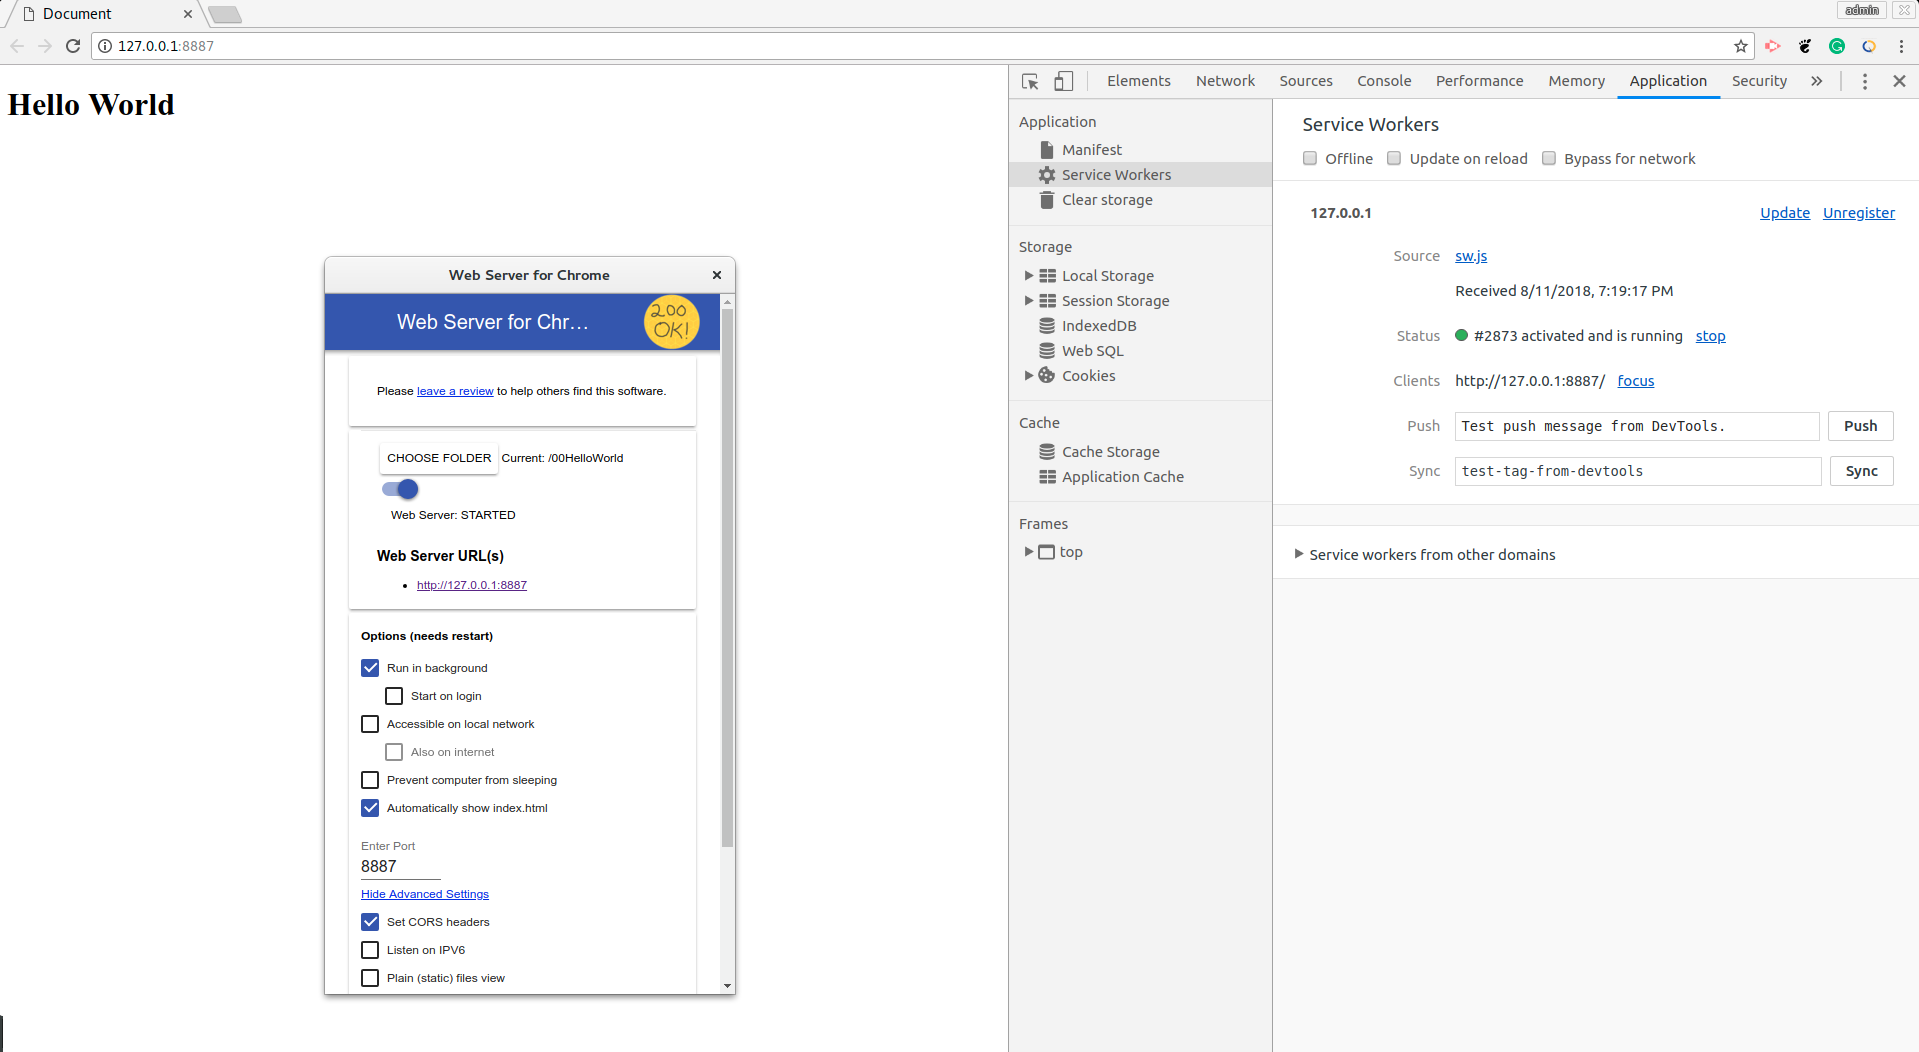 Document
admin
127.0.0.1:8887
Hello World
Elements Network Sources Console Performance Memory Application Security
Application
Manifest
Service Workers
Clear storage
Storage
Local Storage
Session Storage
IndexedDB
Web SQL
Cookies
Cache
Cache Storage
Application Cache
Frames
top
Service Workers
Offline Update on reload Bypass for network
127.0.0.1 Update Unregister
Source sw.js
Received 8/11/2018, 7:19:17 PM
Status #2873 activated and is running stop
Clients http://127.0.0.1:8887/ focus
Push Test push message from DevTools. Push
Sync test-tag-from-devtools Sync
Service workers from other domains
Web Server for Chrome
Web Server for Chr...
200
OK!
Please leave a review to help others find this software.
CHOOSE FOLDER Current: /00HelloWorld
Web Server: STARTED
Web Server URL(s)
http://127.0.0.1:8887
Options (needs restart)
Run in background
Start on login
Accessible on local network
Also on internet
Prevent computer from sleeping
Automatically show index.html
Enter Port
8887
Hide Advanced Settings
Set CORS headers
Listen on IPV6
Plain (static) files view